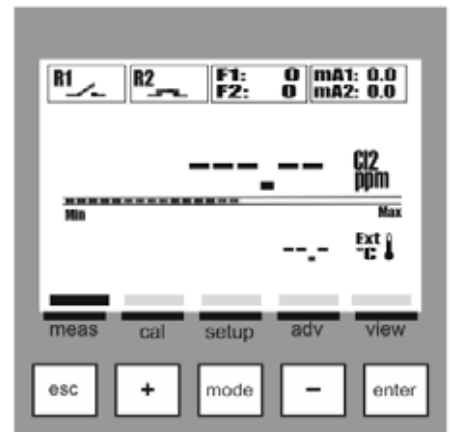 R1 R2 F1: 0 mA1: 0.0
F2: 0 mA2: 0.0
---.-- Cl2
ppm
Min Max
--.- Ext
°C
meas cal setup adv view
esc + mode − enter